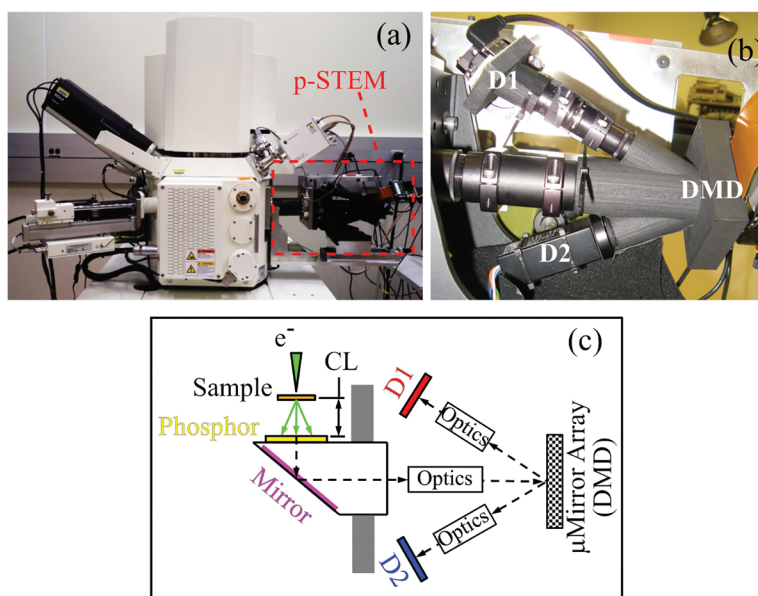 (a)
p-STEM
(b)
D1
DMD
D2
(c)
e-
CL
Sample
Phosphor
Mirror
Optics
D1
Optics
Optics
D2
μMirror Array
(DMD)